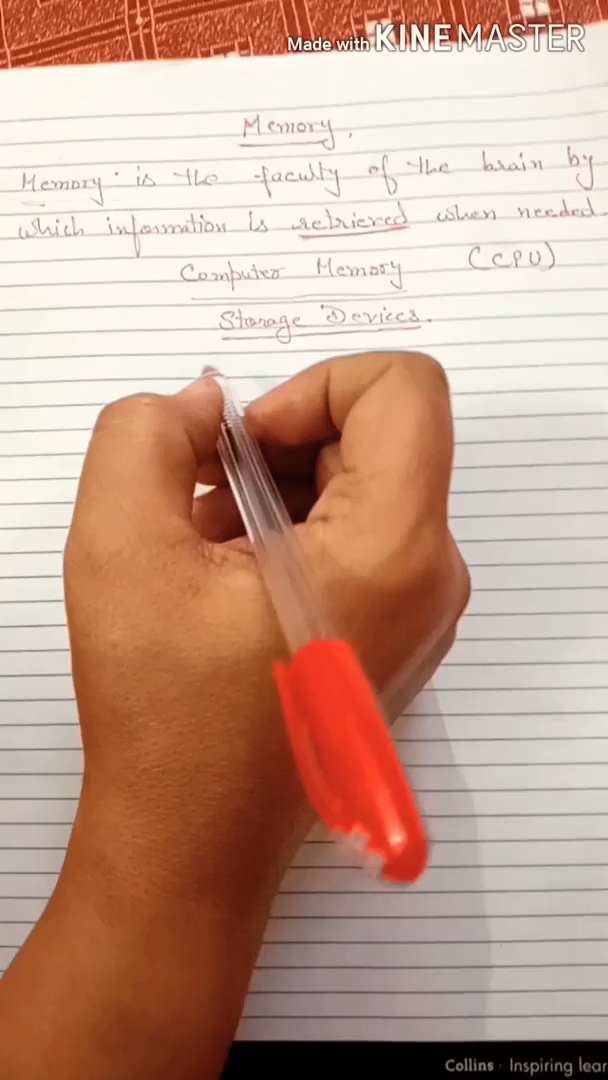 Made with KINEMASTER
Memory,
Memory is the faculty of the brain by
which information is retrieved when needed.
Computer Memory (CPU)
Storage Devices.
Collins · Inspiring lear